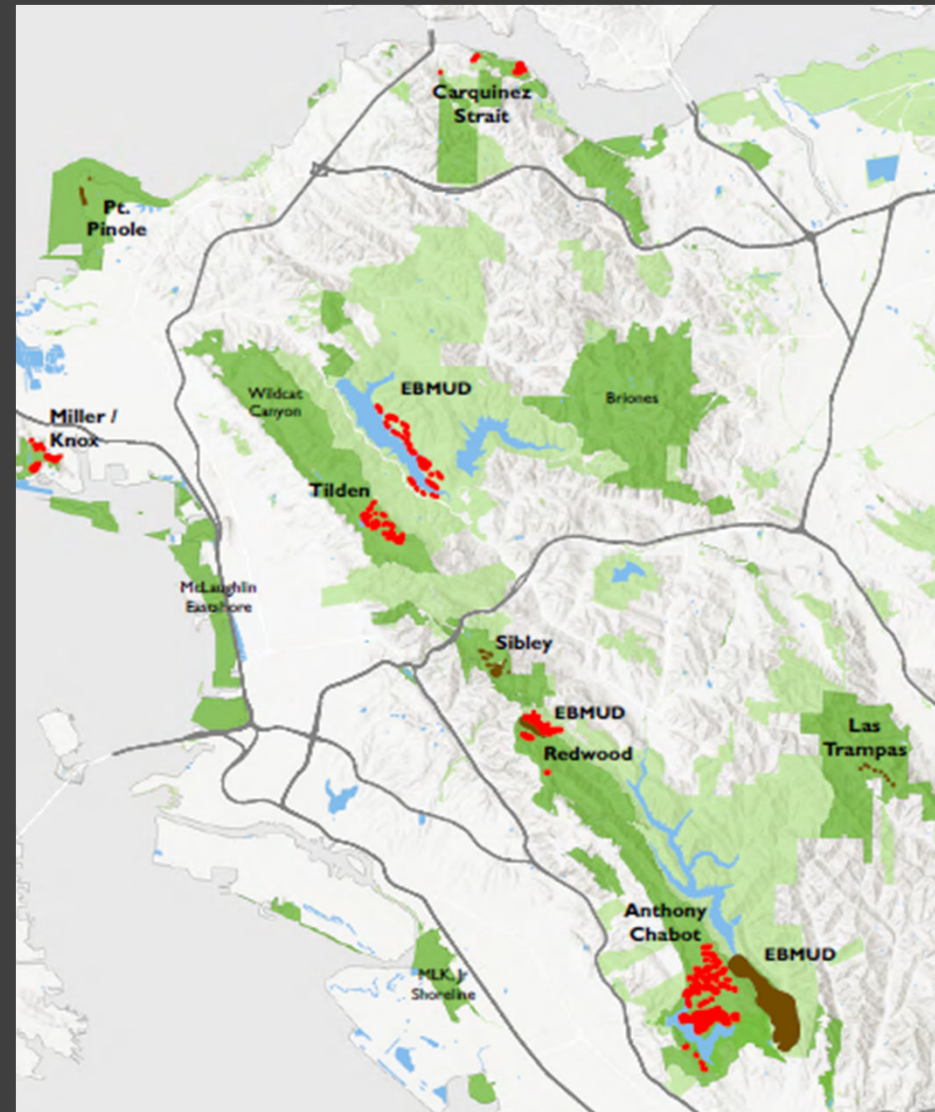 Carquinez
Strait
Pt.
Pinole
EBMUD
Wildcat
Canyon
Briones
Miller /
Knox
Tilden
McLaughlin
Eastshore
Sibley
EBMUD
Redwood
Las
Trampas
Anthony
Chabot
EBMUD
MLK, Jr
Shoreline